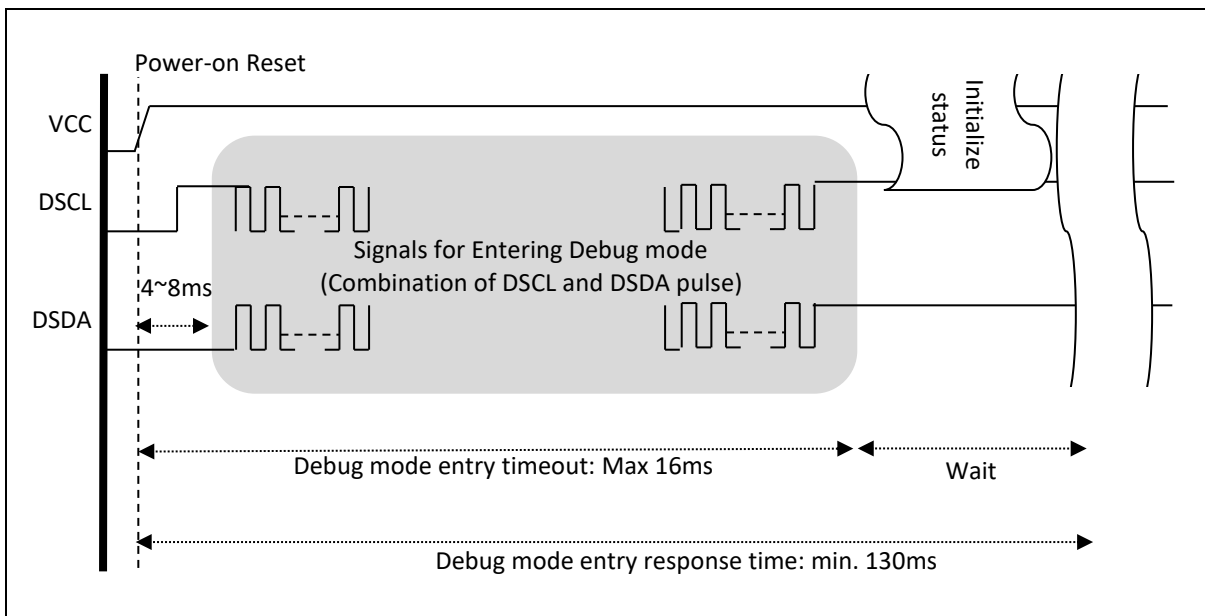 Power-on Reset
VCC
Initialize
status
DSCL
Signals for Entering Debug mode
(Combination of DSCL and DSDA pulse)
4~8ms
DSDA
Debug mode entry timeout: Max 16ms
Wait
Debug mode entry response time: min. 130ms